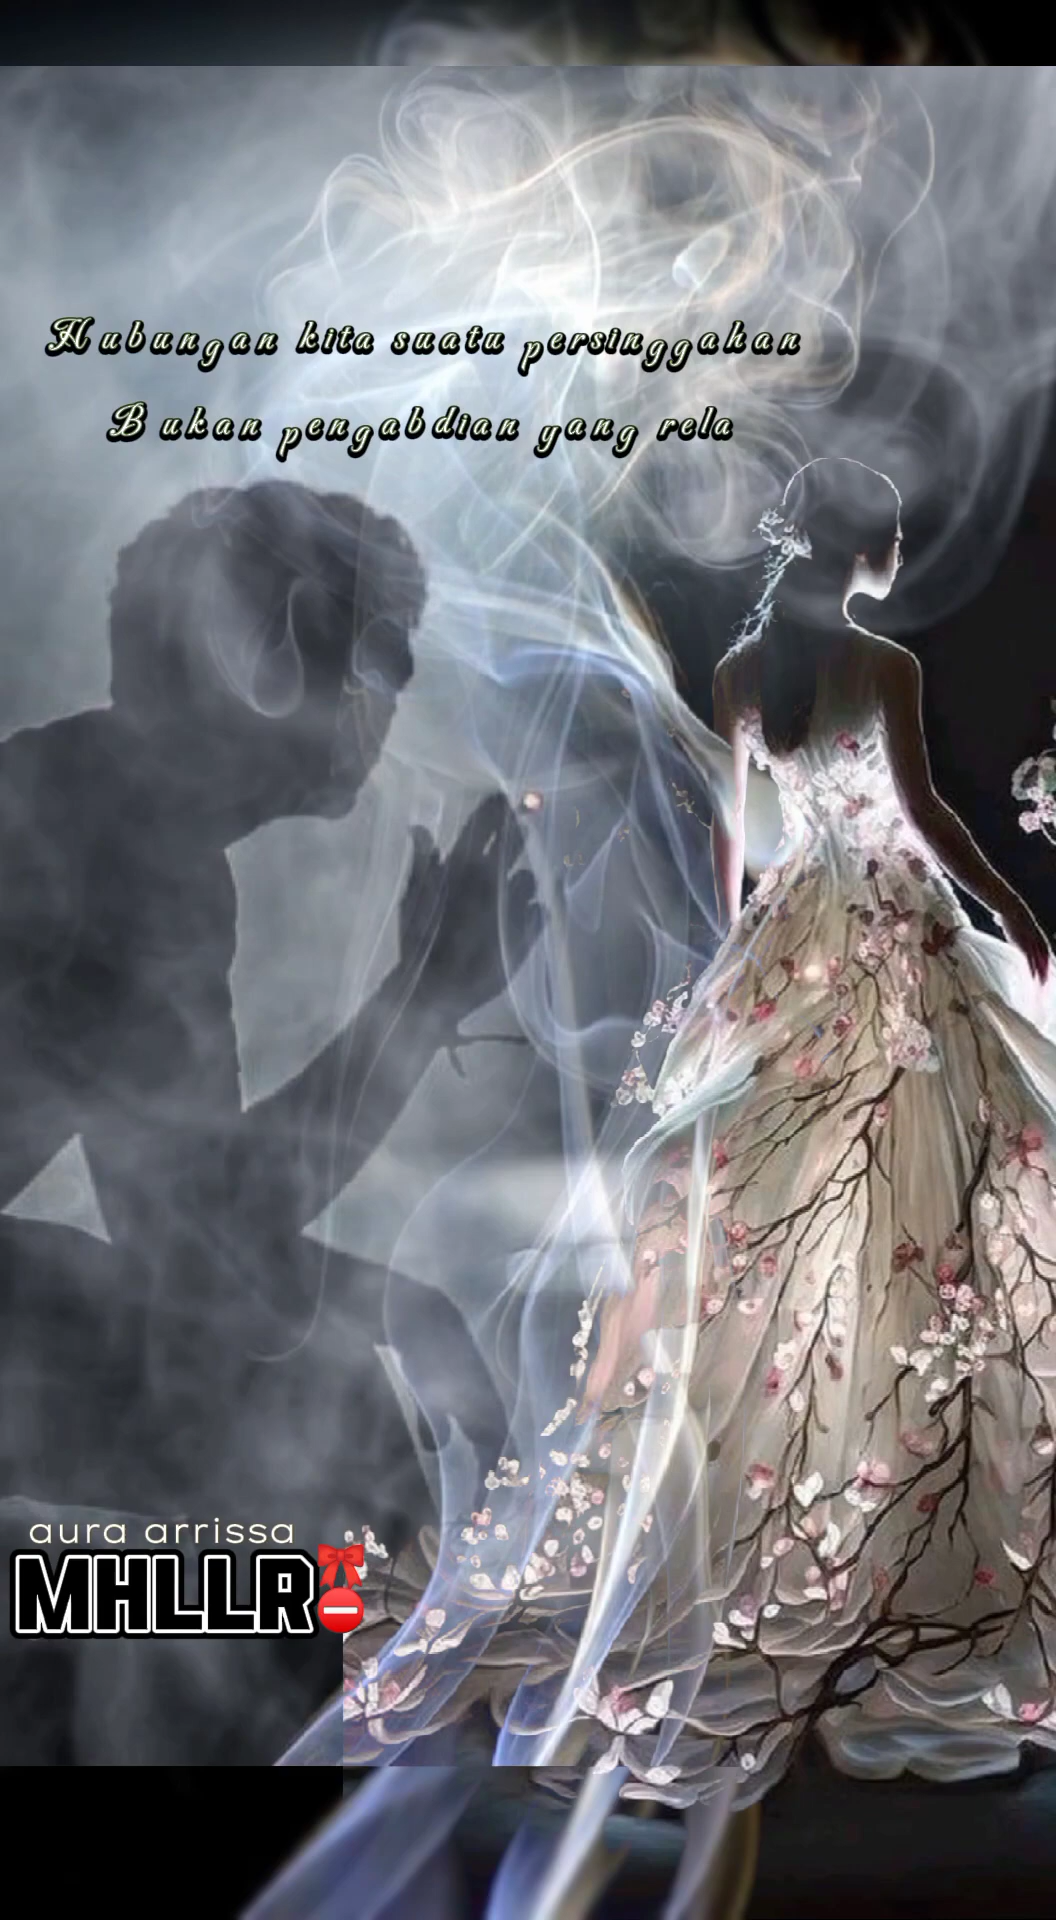 Hubungan kita suatu persinggahan
Bukan pengabdian yang rela
aura arrissa
MHLLR🎀⛔